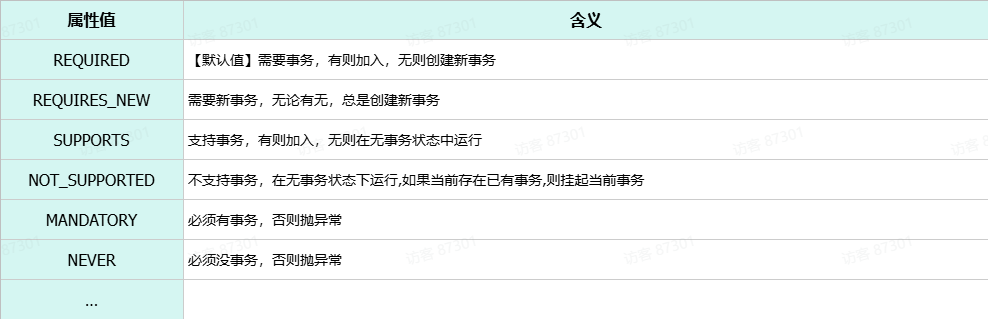 属性值 含义
REQUIRED 【默认值】需要事务，有则加入，无则创建新事务
REQUIRES_NEW 需要新事务，无论有无，总是创建新事务
SUPPORTS 支持事务，有则加入，无则在无事务状态中运行
NOT_SUPPORTED 不支持事务，在无事务状态下运行,如果当前存在已有事务,则挂起当前事务
MANDATORY 必须有事务，否则抛异常
NEVER 必须没事务，否则抛异常
...
访客 87301